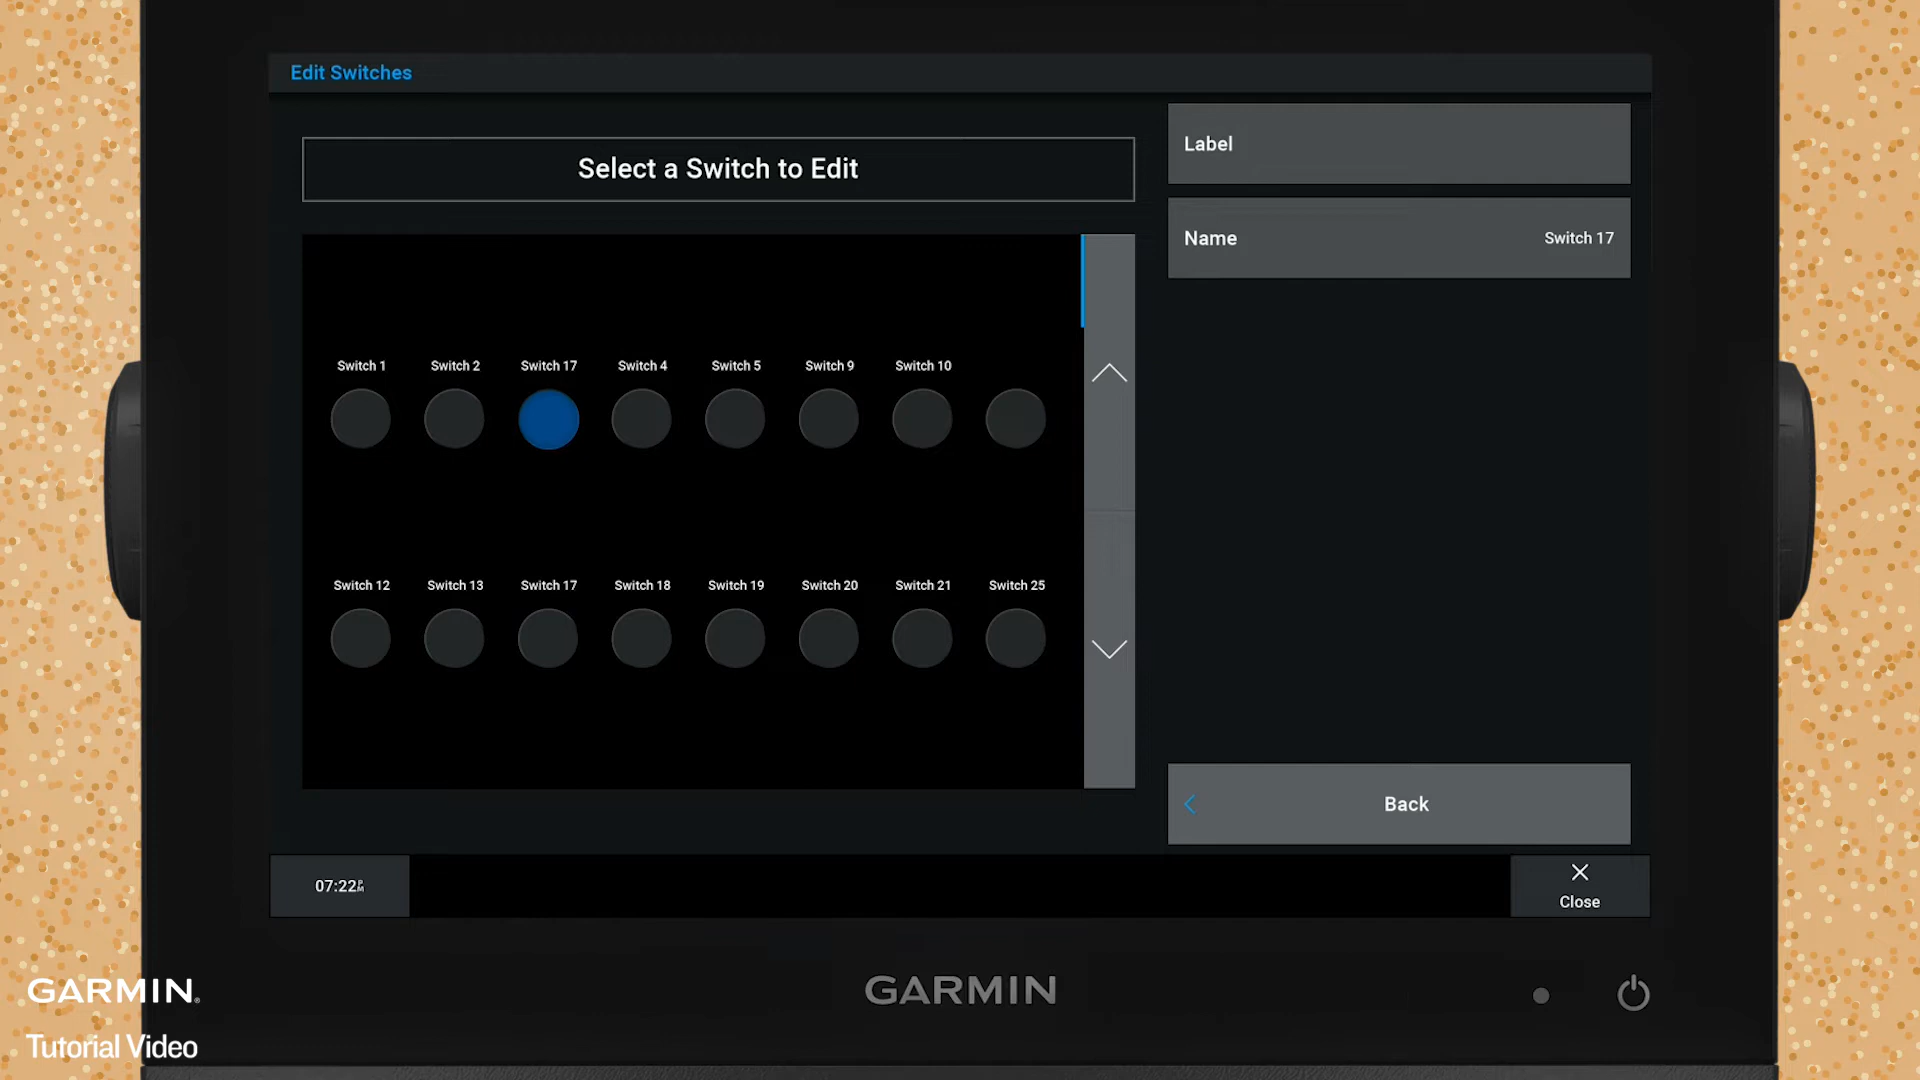 Edit Switches
Select a Switch to Edit
Label
Name Switch 17
Switch 1 Switch 2 Switch 17 Switch 4 Switch 5 Switch 9 Switch 10
Switch 12 Switch 13 Switch 17 Switch 18 Switch 19 Switch 20 Switch 21 Switch 25
Back
07:22PM
Close
GARMIN
GARMIN.
Tutorial Video